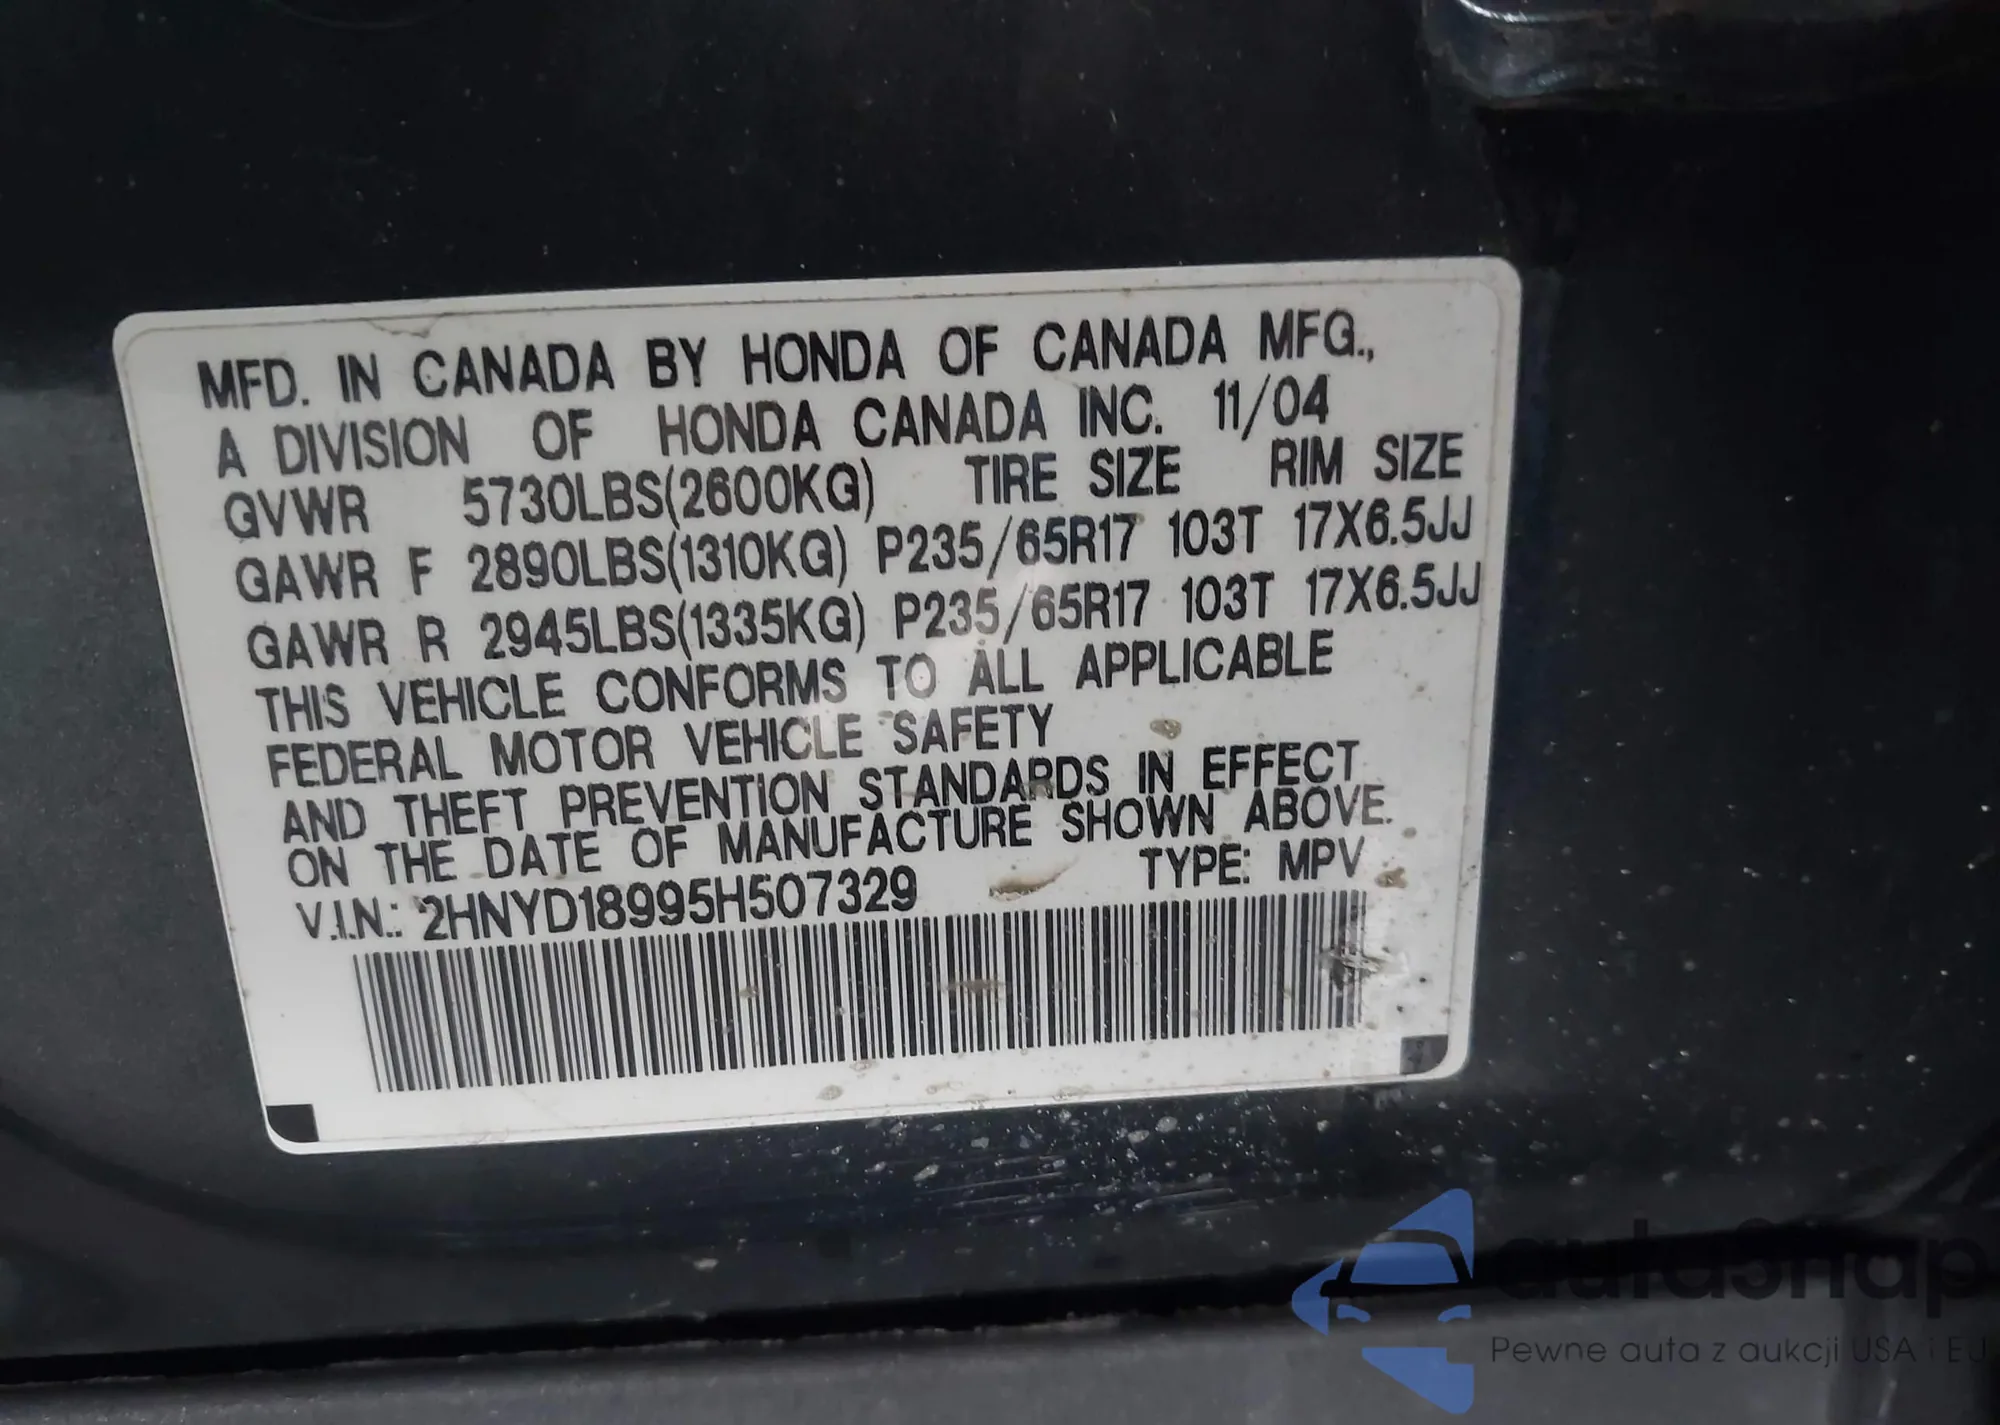 MFD. IN CANADA BY HONDA OF CANADA MFG.,
A DIVISION OF HONDA CANADA INC. 11/04
GVWR 5730LBS(2600KG) TIRE SIZE RIM SIZE
GAWR F 2890LBS(1310KG) P235/65R17 103T 17X6.5JJ
GAWR R 2945LBS(1335KG) P235/65R17 103T 17X6.5JJ
THIS VEHICLE CONFORMS TO ALL APPLICABLE
FEDERAL MOTOR VEHICLE SAFETY
AND THEFT PREVENTION STANDARDS IN EFFECT
ON THE DATE OF MANUFACTURE SHOWN ABOVE.
V.I.N.: 2HNYD18995H507329 TYPE: MPV
autaSnap
Pewne auta z aukcji USA i EU